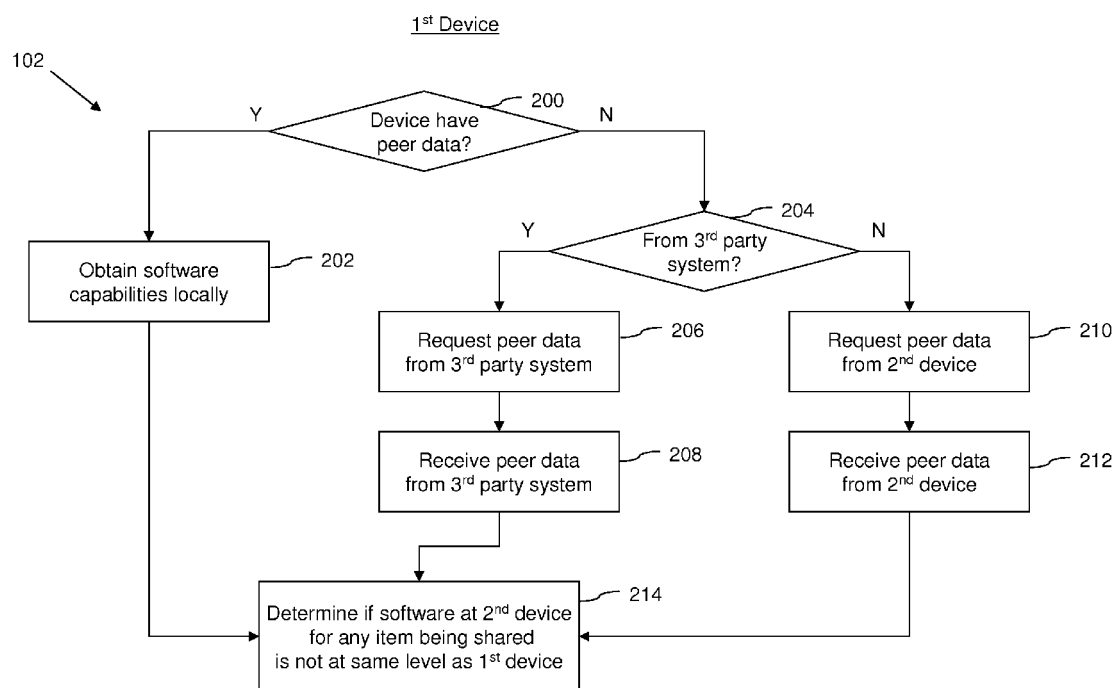 1st Device
102
200
Y
N
Device have
peer data?
204
Y
N
From 3rd party
system?
202
Obtain software
capabilities locally
206
Request peer data
from 3rd party system
210
Request peer data
from 2nd device
208
Receive peer data
from 3rd party system
212
Receive peer data
from 2nd device
214
Determine if software at 2nd device
for any item being shared
is not at same level as 1st device